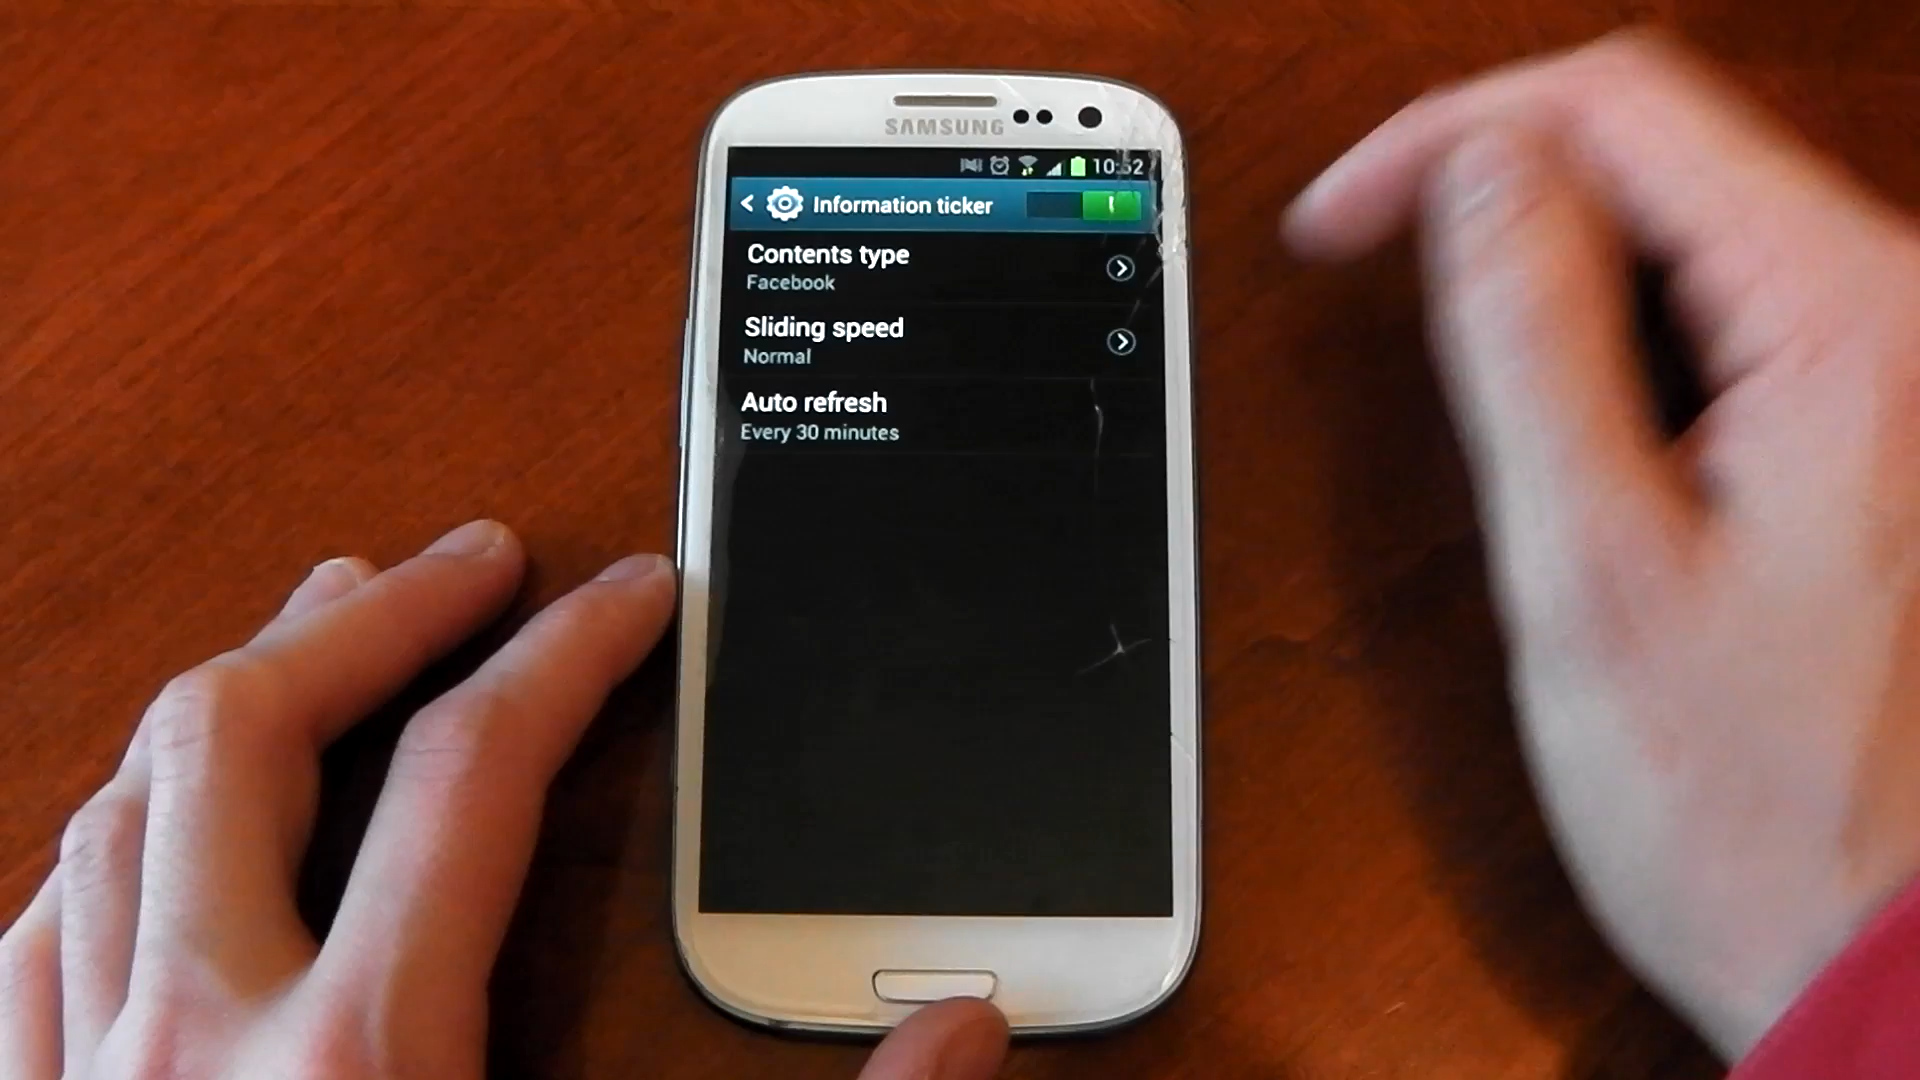 SAMSUNG
10:52
Information ticker
Contents type
Facebook
Sliding speed
Normal
Auto refresh
Every 30 minutes